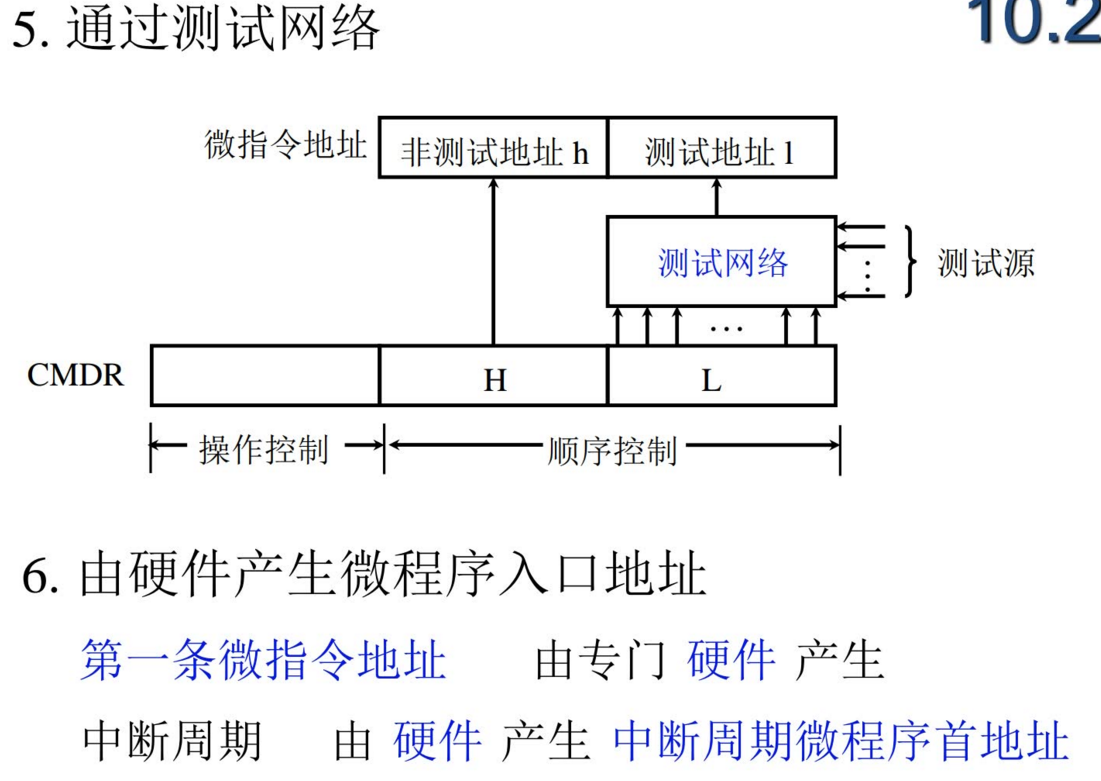 5. 通过测试网络
10.2
微指令地址 非测试地址 h 测试地址 l
测试网络
测试源
⋮
…
CMDR H L
操作控制 顺序控制
6. 由硬件产生微程序入口地址
第一条微指令地址 由专门 硬件 产生
中断周期 由 硬件 产生 中断周期微程序首地址